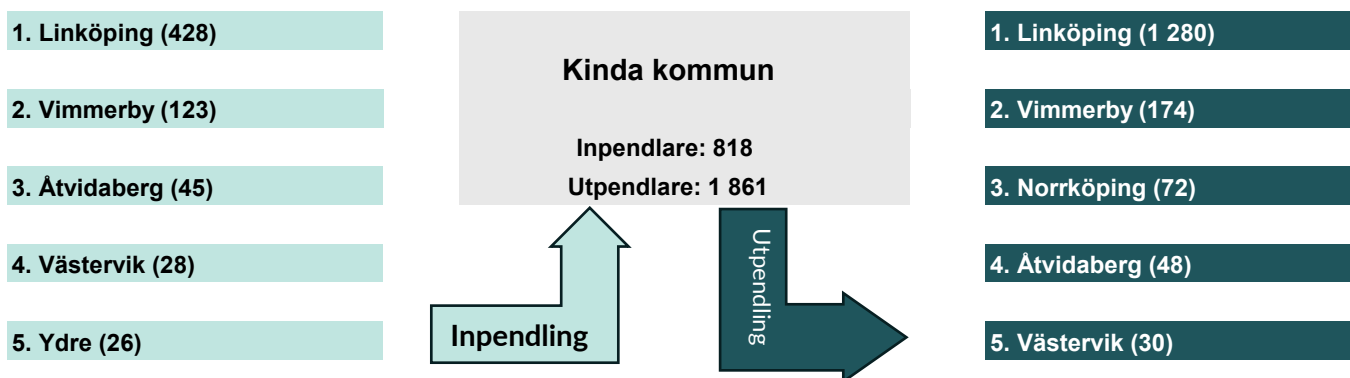 1. Linköping (428)
2. Vimmerby (123)
3. Åtvidaberg (45)
4. Västervik (28)
5. Ydre (26)
Kinda kommun
Inpendlare: 818
Utpendlare: 1 861
Inpendling
Utpendling
1. Linköping (1 280)
2. Vimmerby (174)
3. Norrköping (72)
4. Åtvidaberg (48)
5. Västervik (30)